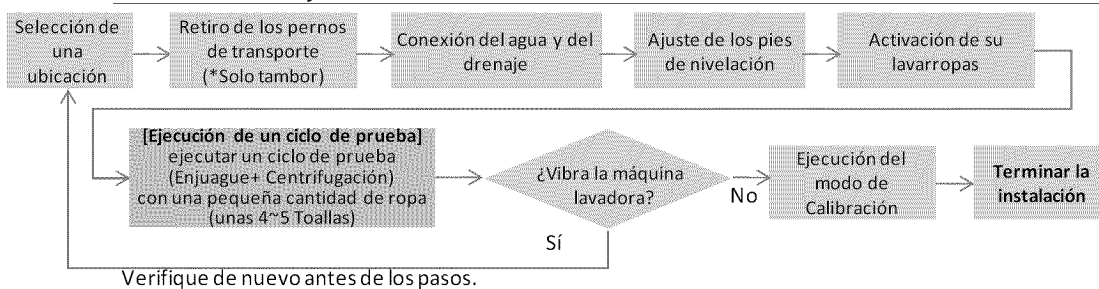 Selección de
una
ubicación
Retiro de los pernos
de transporte
(*Solo tambor)
Conexión del agua y del
drenaje
Ajuste de los pies
de nivelación
Activación de su
lavarropas
[Ejecución de un ciclo de prueba]
ejecutar un ciclo de prueba
(Enjuague+ Centrifugación)
con una pequeña cantidad de ropa
(unas 4~5 Toallas)
¿Vibra la máquina
lavadora?
No
Ejecución del
modo de
Calibración
Terminar la
instalación
Sí
Verifique de nuevo antes de los pasos.